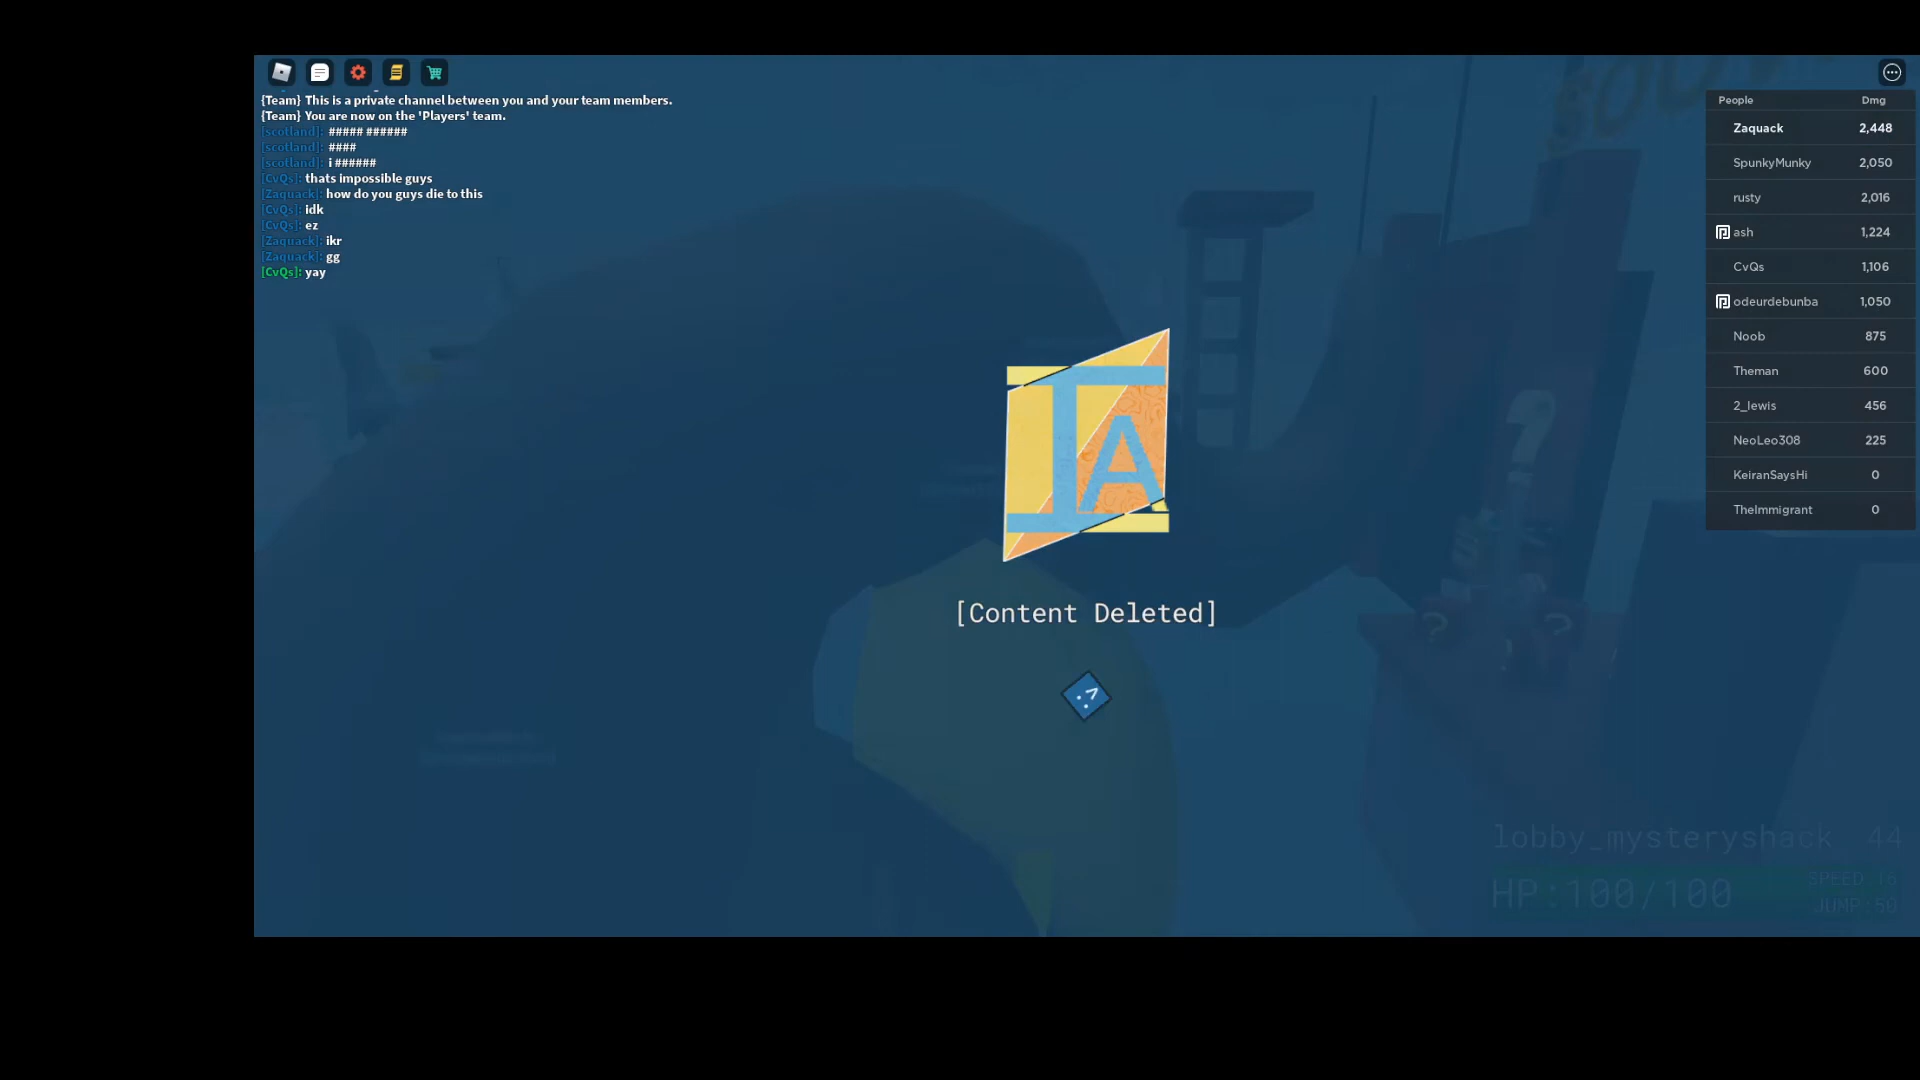 {Team} This is a private channel between you and your team members.
{Team} You are now on the 'Players' team.
[scotland]: ##### ######
[scotland]: ####
[scotland]: i ######
[CvQs]: thats impossible guys
[Zaquack]: how do you guys die to this
[CvQs]: idk
[CvQs]: ez
[Zaquack]: ikr
[Zaquack]: gg
[CvQs]: yay
People Dmg
Zaquack 2,448
SpunkyMunky 2,050
rusty 2,016
ash 1,224
CvQs 1,106
odeurdebunba 1,050
Noob 875
Theman 600
2_lewis 456
NeoLeo308 225
KeiranSaysHi 0
TheImmigrant 0
IA
[Content Deleted]
lobby_mysteryshack 44
HP:100/100
SPEED:16
JUMP:50